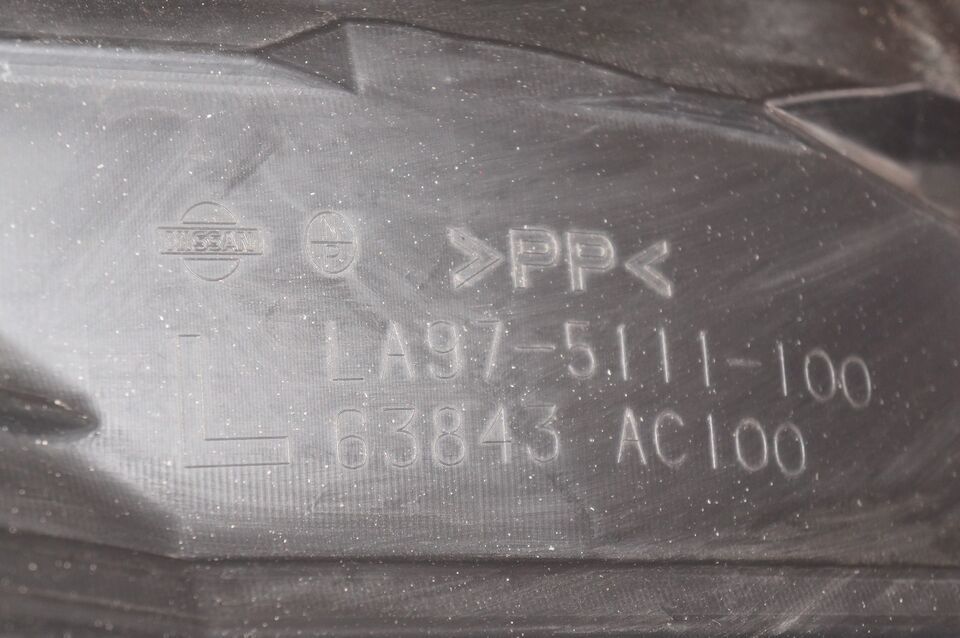 NISSAN N P >PP<
L LA97-5111-100
63843 AC100